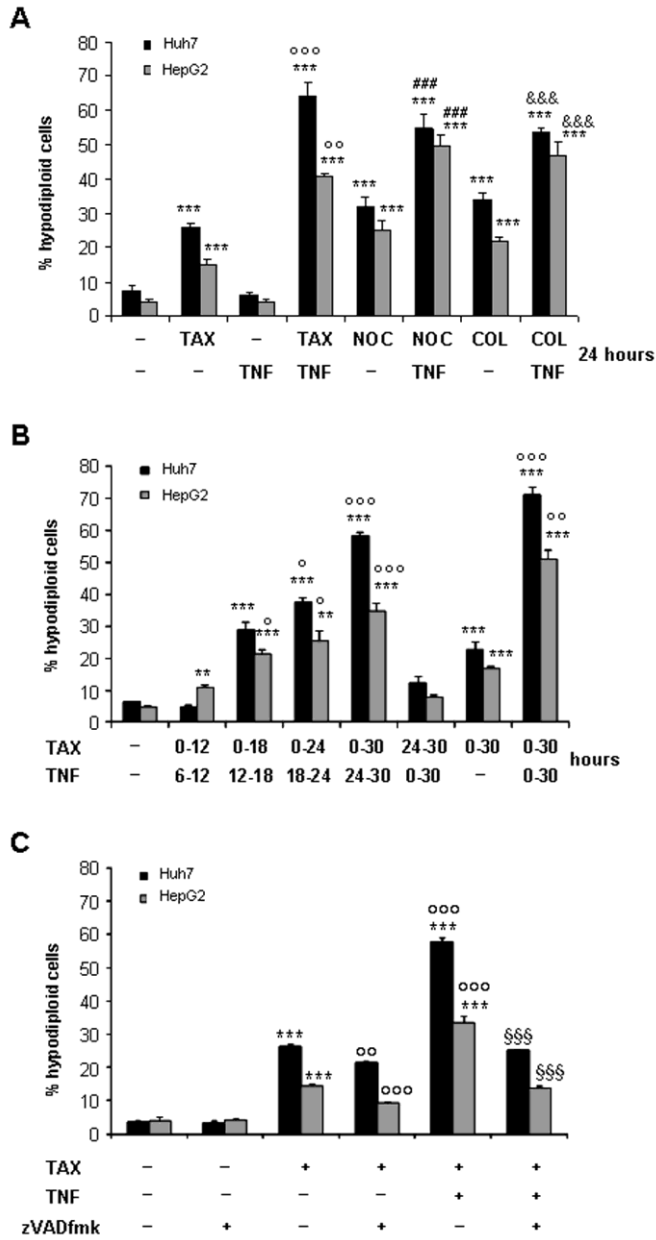 A
Huh7
HepG2
% hypodiploid cells
80
70
60
50
40
30
20
10
0
*** *** °°° *** °° *** *** *** ### *** ### *** *** *** &&& *** &&& ***
– TAX – TAX NOC NOC COL COL
– – TNF TNF – TNF – TNF
24 hours
B
Huh7
HepG2
% hypodiploid cells
80
70
60
50
40
30
20
10
0
** *** ° *** ° *** ° ** °°° *** °°° *** *** *** °°° *** °° ***
TAX – 0-12 0-18 0-24 0-30 24-30 0-30 0-30
TNF 6-12 12-18 18-24 24-30 0-30 – 0-30
hours
C
Huh7
HepG2
% hypodiploid cells
80
70
60
50
40
30
20
10
0
*** *** °° °°° °°° *** °°° *** §§§ §§§
TAX – – + + + +
TNF – – – – + +
zVADfmk – + – + – +